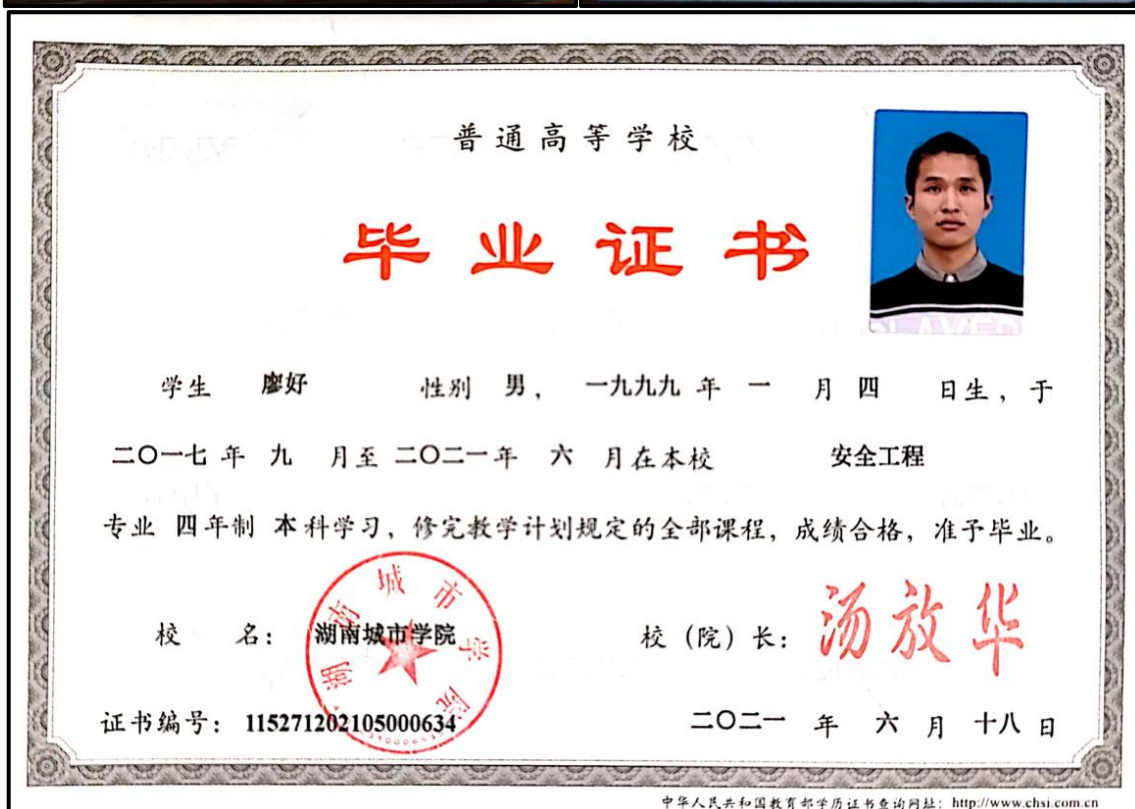 普通高等学校
毕业证书
学生 廖好 性别 男， 一九九九 年 一 月 四 日生，于
二〇一七 年 九 月至 二〇二一年 六 月在本校 安全工程
专业 四年制 本科学习，修完教学计划规定的全部课程，成绩合格，准予毕业。
校 名： 湖南城市学院
湖南城市学院
校（院）长： 汤放华
证书编号： 115271202105000634
二〇二一 年 六 月 十八 日
中华人民共和国教育部学历证书查询网址：http://www.chsi.com.cn